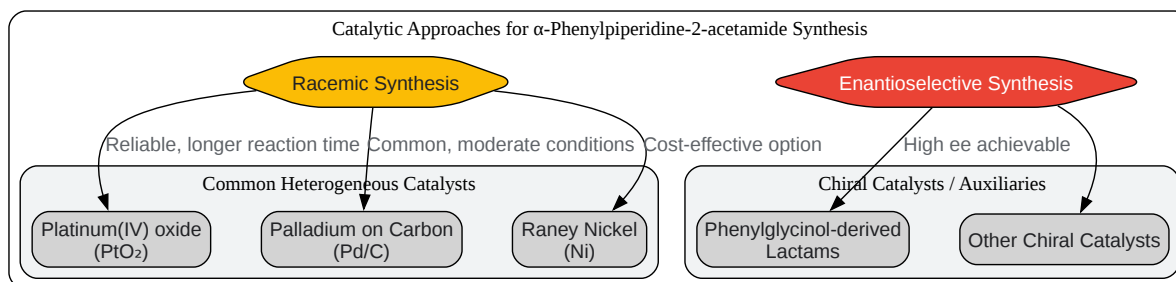 Catalytic Approaches for α-Phenylpiperidine-2-acetamide Synthesis
Racemic Synthesis
Enantioselective Synthesis
Reliable, longer reaction time
Common, moderate conditions
Cost-effective option
High ee achievable
Common Heterogeneous Catalysts
Chiral Catalysts / Auxiliaries
Platinum(IV) oxide
(PtO₂)
Palladium on Carbon
(Pd/C)
Raney Nickel
(Ni)
Phenylglycinol-derived
Lactams
Other Chiral Catalysts